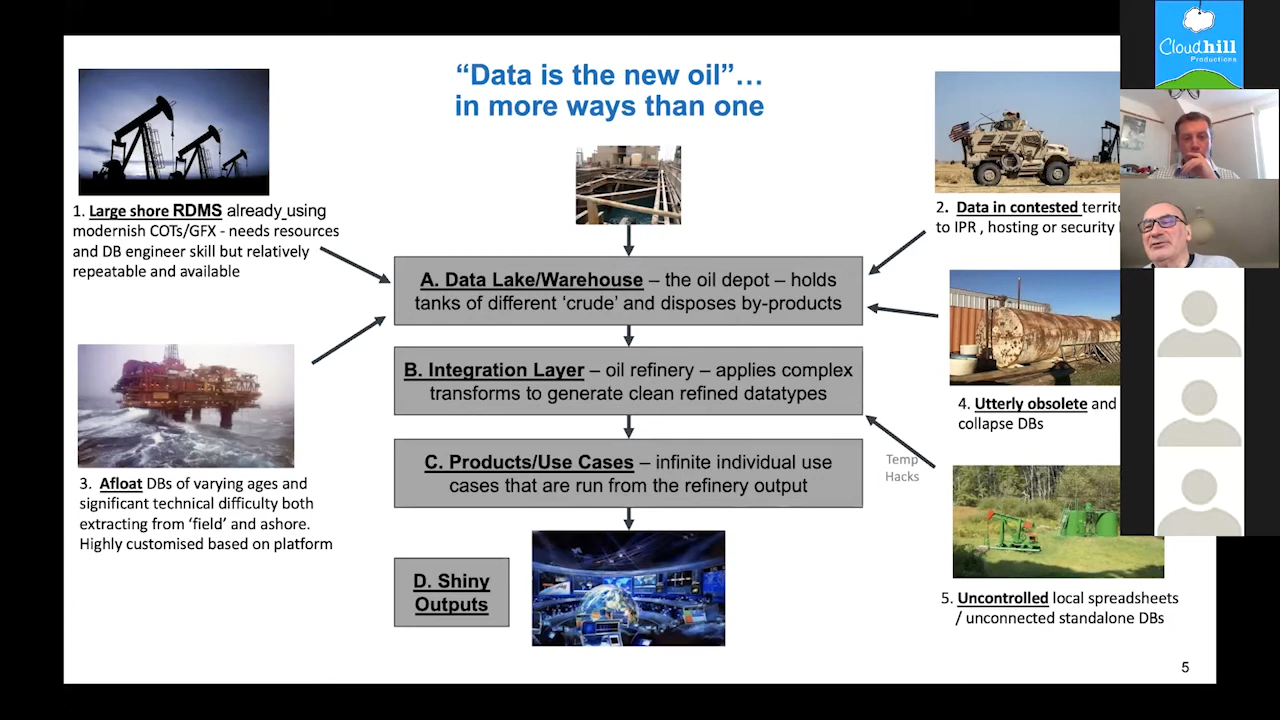 “Data is the new oil”…
in more ways than one
Cloudhill
Productions
1. Large shore RDMS already using
modernish COTs/GFX - needs resources
and DB engineer skill but relatively
repeatable and available
2. Data in contested
to IPR , hosting or security
A. Data Lake/Warehouse – the oil depot – holds
tanks of different ‘crude’ and disposes by-products
B. Integration Layer – oil refinery – applies complex
transforms to generate clean refined datatypes
3. Afloat DBs of varying ages and
significant technical difficulty both
extracting from ‘field’ and ashore.
Highly customised based on platform
4. Utterly obsolete and
collapse DBs
C. Products/Use Cases – infinite individual use
cases that are run from the refinery output
Temp
Hacks
D. Shiny
Outputs
5. Uncontrolled local spreadsheets
/ unconnected standalone DBs
5